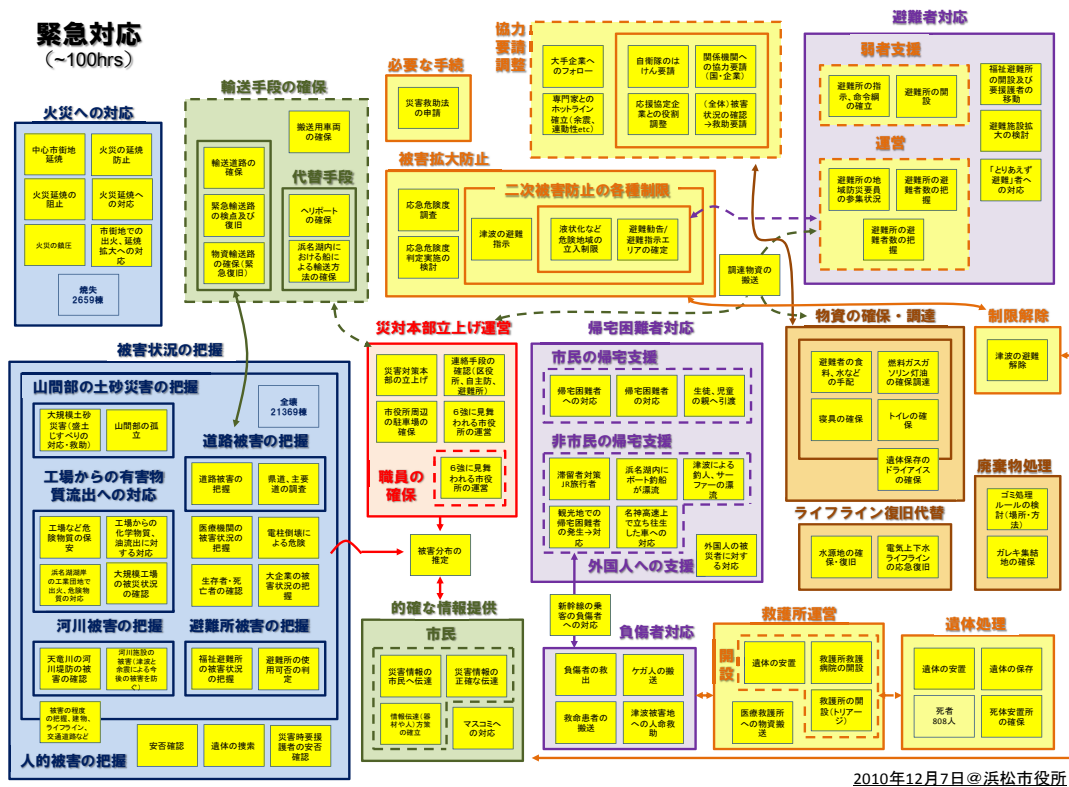 緊急対応
(~100hrs)
火災への対応
中心市街地
延焼
火災の延焼
防止
火災延焼の
阻止
火災延焼へ
の対応
火災の鎮圧
市街地での
出火、延焼
拡大への対
応
焼失
2659棟
輸送手段の確保
搬送用車両
の確保
輸送道路の
確保
緊急輸送路
の検点及び
復旧
物資輸送路
の確保(緊
急復旧)
代替手段
ヘリポート
の確保
浜名湖内に
おける船に
よる輸送方
法の確保
必要な手続
災害救助法
の申請
協力
要請
調整
大手企業へ
のフォロー
専門家との
ホットライン
確立(余震、
連動性etc)
自衛隊のは
けん要請
関係機関へ
の協力要請
(国・企業)
応援協定企
業との役割
調整
(全体)被害
状況の確認
→救助要請
被害拡大防止
応急危険度
調査
応急危険度
判定実施の
検討
二次被害防止の各種制限
津波の避難
指示
液状化など
危険地域の
立入制限
避難勧告/
避難指示エ
リアの確定
避難者対応
弱者支援
避難所の指
示、命令綱
の確立
避難所の開
設
福祉避難所
の開設及び
要援護者の
移動
避難施設拡
大の検討
「とりあえず
避難」者へ
の対応
運営
避難所の地
域防災要員
の参集状況
避難所の避
難者数の把
握
避難所の避
難者数の把
握
調達物資の
搬送
被害状況の把握
山間部の土砂災害の把握
大規模土砂
災害(盛土
じすべりの
対応・救助)
山間部の孤
立
全壊
21369棟
道路被害の把握
道路被害の
把握
県道、主要
道の調査
工場からの有害物
質流出への対応
工場など危
険物質の保
安
工場からの
化学物質、
油流出に対
する対応
浜名湖湖岸
の工業団地で
出火、危険物
質の対応
大規模工場
の被災状況
の確認
医療機関の
被害状況の
把握
電柱倒壊に
よる危険
生存者・死
亡者の確認
大企業の被
害状況の把
握
河川被害の把握
天竜川の河
川堤防の被
害の確認
河川施設の
被害(津波と
余震による今
後の被害を防ぐ)
避難所被害の把握
福祉避難所
の被害状況
の把握
避難所の使
用可否の判
定
被害の程度
の把握、建物、
ライフライン、
交通道路など
人的被害の把握
安否確認
遺体の捜索
災害時要援
護者の安否
確認
災対本部立上げ運営
災害対策本
部の立上げ
連絡手段の
確認(区役
所、自主防、
避難所)
市役所周辺
の駐車場の
確保
6強に見舞
われる市役
所の運営
職員の
確保
6強に見舞
われる市役
所の運営
被害分布の
推定
的確な情報提供
市民
災害情報の
市民へ伝達
災害情報の
正確な伝達
情報伝達(器
材や人)方策
の確立
マスコミへ
の対応
帰宅困難者対応
市民の帰宅支援
帰宅困難者
への対応
帰宅困難者
の対応
生徒、児童
の親へ引渡
非市民の帰宅支援
滞留者対策
JR旅行者
浜名湖内に
ボート釣船
が漂流
津波による
釣人、サー
ファーの漂
流
観光地での
帰宅困難者
の発生→対
応
名神高速上
で立ち往生
した車への対
応
外国人の被
災者に対す
る対応
外国人への支援
新幹線の乗
客の負傷者
への対応
負傷者対応
負傷者の救
出
ケガ人の搬
送
救命患者の
搬送
津波被害地
への人命救
助
救護所運営
開
設
遺体の安置
救護所救護
病院の開設
救護所の開
設(トリアー
ジ)
医療救護所
への物資搬
送
遺体処理
遺体の安置
遺体の保存
死者
808人
死体安置所
の確保
物資の確保・調達
避難者の食
料、水など
の手配
燃料ガスガ
ソリン灯油
の確保調達
寝具の確保
トイレの確
保
遺体保存の
ドライアイス
の確保
ライフライン復旧代替
水源地の確
保・復旧
電気上下水
ライフライン
の応急復旧
制限解除
津波の避難
解除
廃棄物処理
ゴミ処理
ルールの検
討(場所・方
法)
ガレキ集結
地の確保
2010年12月7日@浜松市役所